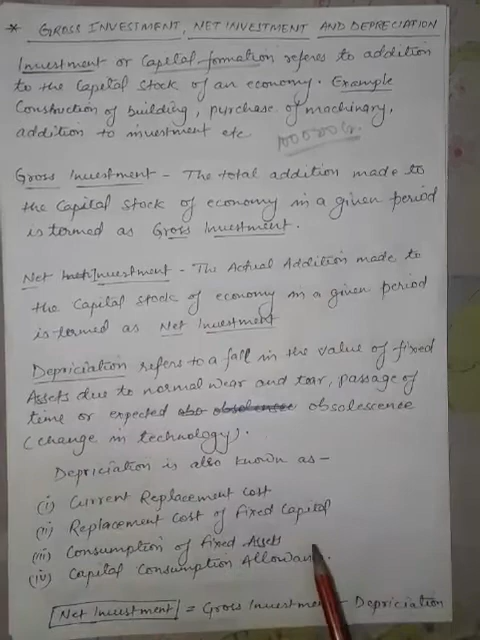 * GROSS INVESTMENT, NET INVESTMENT AND DEPRECIATION
Investment or Capital formation referes to addition
to the Capital stock of an economy. Example
Construction of building, purchase of machinary,
addition to investment etc.
Gross Investment - The total addition made to
the capital stock of economy in a given period
is termed as Gross Investment.
Net Investment - The Actual Addition made to
the Capital stock of economy in a given period
is termed as Net Investment
Depriciation refers to a fall in the value of fixed
Assets due to normal wear and tear, passage of
time or expected obsolescence
(change in technology).
Depriciation is also known as -
(i) Current Replacement Cost
(ii) Replacement Cost of Fixed Capital
(iii) Consumption of fixed Assets
(iv) Capital Consumption
Net Investment = Gross - Depriciation